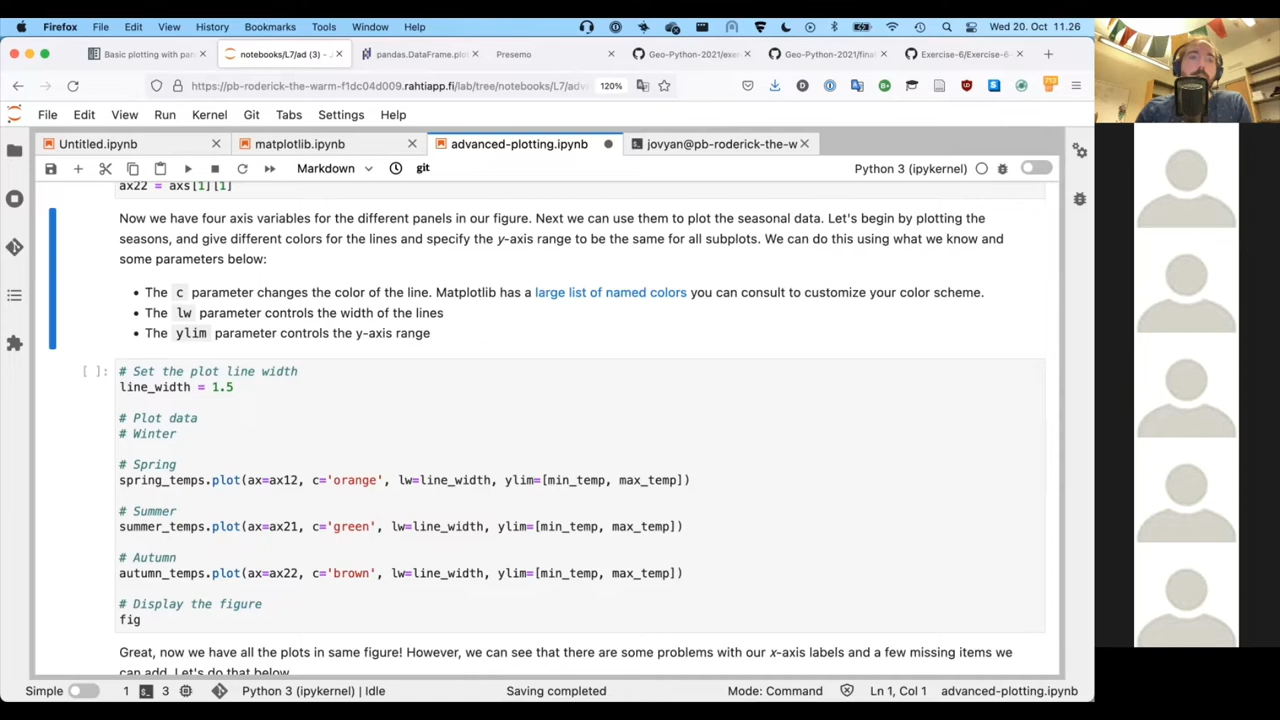 Firefox File Edit View History Bookmarks Tools Window Help Wed 20. Oct 11.26
Basic plotting with pan notebooks/L7/ad (3) - pandas.DataFrame.plo Presemo Geo-Python-2021/exer Geo-Python-2021/final Exercise-6/Exercise-6-
https://pb-roderick-the-warm-f1dc04d009.rahtiapp.fi/lab/tree/notebooks/L7/adv 120%
File Edit View Run Kernel Git Tabs Settings Help
Untitled.ipynb matplotlib.ipynb advanced-plotting.ipynb jovyan@pb-roderick-the-w
Markdown git Python 3 (ipykernel)
ax22 = axs[1][1]
Now we have four axis variables for the different panels in our figure. Next we can use them to plot the seasonal data. Let's begin by plotting the
seasons, and give different colors for the lines and specify the y-axis range to be the same for all subplots. We can do this using what we know and
some parameters below:
• The c parameter changes the color of the line. Matplotlib has a large list of named colors you can consult to customize your color scheme.
• The lw parameter controls the width of the lines
• The ylim parameter controls the y-axis range
[ ]: # Set the plot line width
line_width = 1.5
# Plot data
# Winter
# Spring
spring_temps.plot(ax=ax12, c='orange', lw=line_width, ylim=[min_temp, max_temp])
# Summer
summer_temps.plot(ax=ax21, c='green', lw=line_width, ylim=[min_temp, max_temp])
# Autumn
autumn_temps.plot(ax=ax22, c='brown', lw=line_width, ylim=[min_temp, max_temp])
# Display the figure
fig
Great, now we have all the plots in same figure! However, we can see that there are some problems with our x-axis labels and a few missing items we
can add. Let's do that below.
Simple 1 3 Python 3 (ipykernel) | Idle Saving completed Mode: Command Ln 1, Col 1 advanced-plotting.ipynb